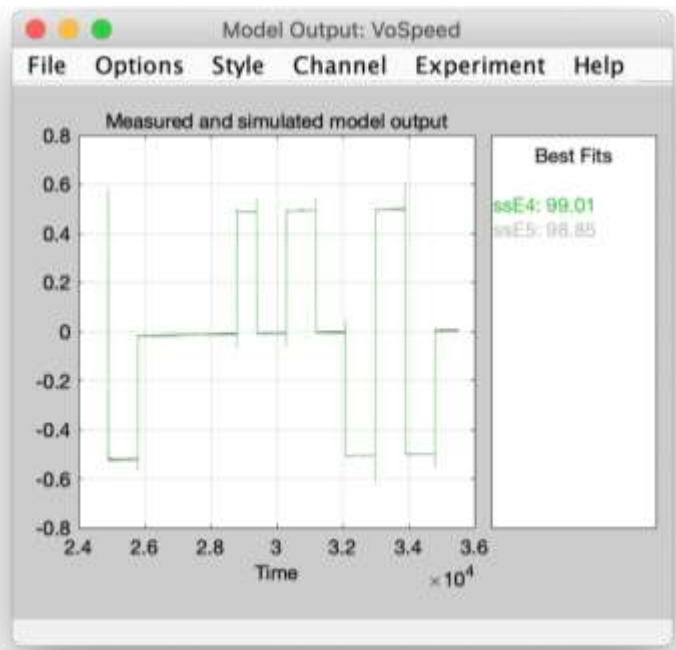 Model Output: VoSpeed
File Options Style Channel Experiment Help
Measured and simulated model output
Best Fits
ssE4: 99.01
ssE5: 98.85
0.8
0.6
0.4
0.2
0
-0.2
-0.4
-0.6
-0.8
2.4 2.6 2.8 3 3.2 3.4 3.6
Time
×10^4